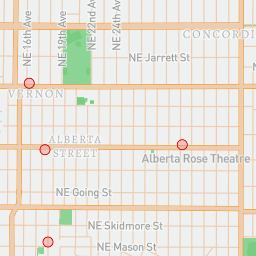 NE 16th Ave
NE 19th Ave
NE 22nd Ave
NE 24th Ave
CONCORDI
NE Jarrett St
VERNON
ALBERTA
STREET
Alberta Rose Theatre
NE Going St
NE Skidmore St
NE Mason St